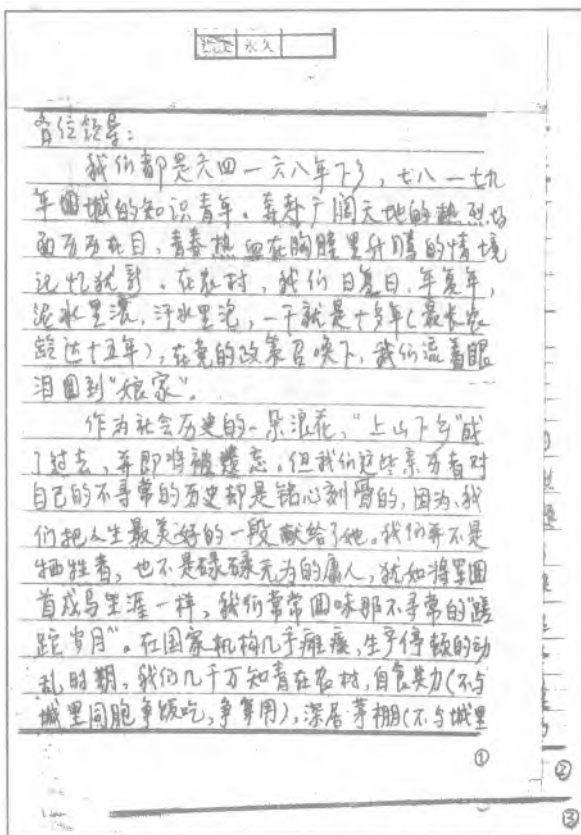 永久
各位领导：
我们都是六四一六八年下乡，七八一七九
年回城的知识青年。奔赴广阔天地的热烈场
面历历在目，青春热血在胸膛里升腾的情境
记忆犹新。在农村，我们日复日，年复年，
泥水里滚，汗水里泡，一干就是十多年（最长农
龄达十五年），在党的政策召唤下，我们流着眼
泪回到“娘家”。
作为社会历史的一朵浪花，“上山下乡”成
了过去，并即将被遗忘。但我们这些亲历者对
自己的不寻常的历史却是铭心刻骨的，因为，我
们把人生最美好的一段献给了她。我们并不是
牺牲者，也不是碌碌无为的庸人，犹如将军回
首戎马生涯一样，我们常常回味那不寻常的“蹉
跎岁月”。在国家机构几乎瘫痪，生产停顿的动
乱时期，我们几千万知青在农村，自食其力（不与
城里同胞争饭吃，争算用），深居茅棚（不与城里
①
②
③